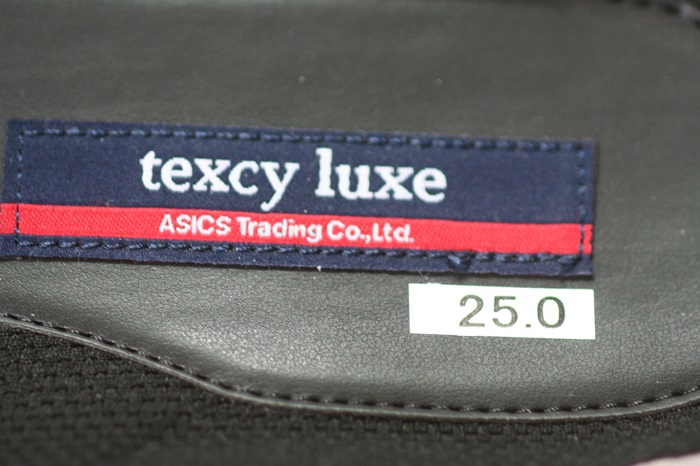 texcy luxe
ASICS Trading Co.,Ltd.
25.0